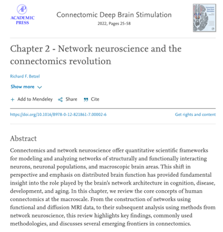 ACADEMIC
PRESS
Connectomic Deep Brain Stimulation
2022, Pages 25-58
Chapter 2 - Network neuroscience and the
connectomics revolution
Richard F. Betzel
Show more
+ Add to Mendeley Share Cite
https://doi.org/10.1016/B978-0-12-821861-7.00002-6 Get rights and content
Abstract
Connectomics and network neuroscience offer quantitative scientific frameworks
for modeling and analyzing networks of structurally and functionally interacting
neurons, neuronal populations, and macroscopic brain areas. This shift in
perspective and emphasis on distributed brain function has provided fundamental
insight into the role played by the brain's network architecture in cognition, disease,
development, and aging. In this chapter, we review the core concepts of human
connectomics at the macroscale. From the construction of networks using
functional and diffusion MRI data, to their subsequent analysis using methods from
network neuroscience, this review highlights key findings, commonly used
methodologies, and discusses several emerging frontiers in connectomics.